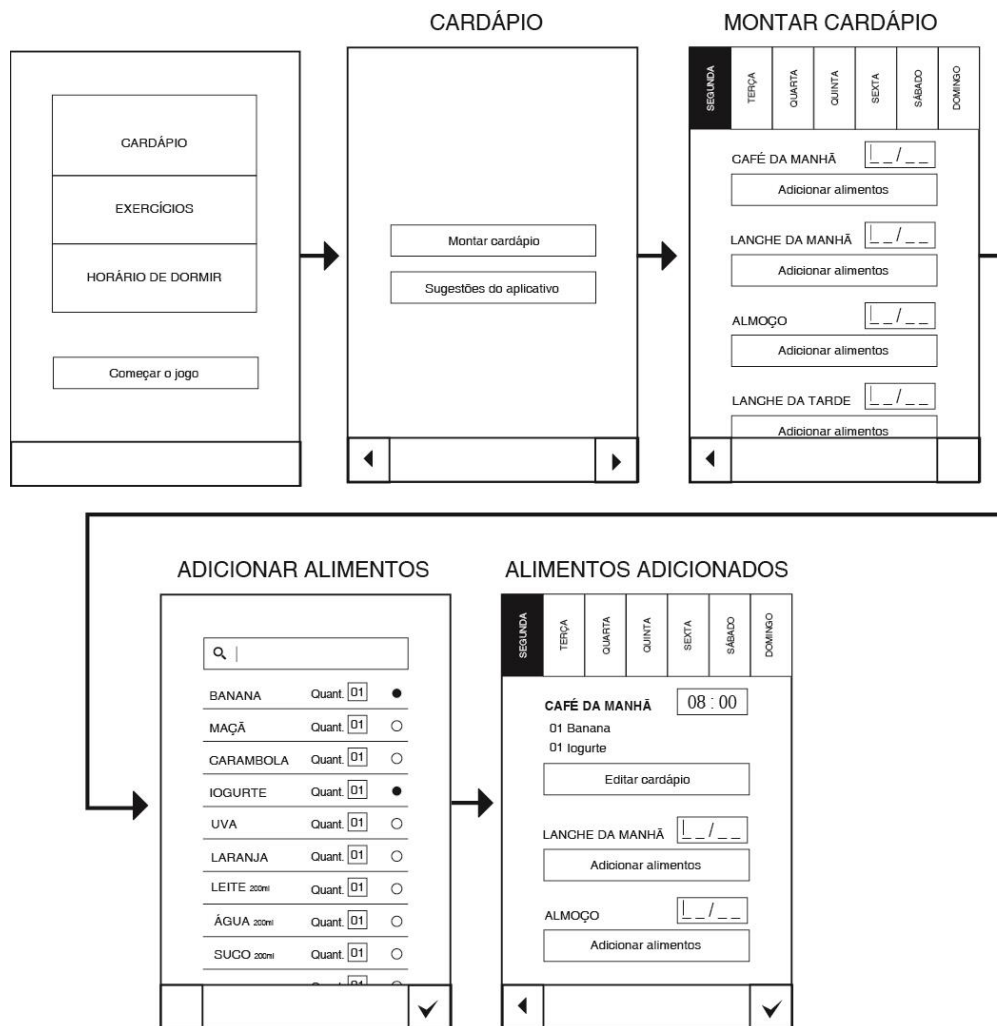 CARDÁPIO
EXERCÍGIOS
HORÁRIO DE DORMIR
Começar o jogo
CARDÁPIO
Montar cardápio
Sugestões do aplicativo
MONTAR CARDÁPIO
SEGUNDA
TERÇA
QUARTA
QUINTA
SEXTA
SÁBADO
DOMINGO
CAFÉ DA MANHÃ |_ _ / _ _
Adicionar alimentos
LANCHE DA MANHÃ |_ _ / _ _
Adicionar alimentos
ALMOÇO |_ _ / _ _
Adicionar alimentos
LANCHE DA TARDE |_ _ / _ _
Adicionar alimentos
ADICIONAR ALIMENTOS
BANANA Quant. 01
MAÇÃ Quant. 01
CARAMBOLA Quant. 01
IOGURTE Quant. 01
UVA Quant. 01
LARANJA Quant. 01
LEITE 200ml Quant. 01
ÁGUA 200ml Quant. 01
SUCO 200ml Quant. 01
ALIMENTOS ADICIONADOS
SEGUNDA
TERÇA
QUARTA
QUINTA
SEXTA
SÁBADO
DOMINGO
CAFÉ DA MANHÃ 08 : 00
01 Banana
01 Iogurte
Editar cardápio
LANCHE DA MANHÃ |_ _ / _ _
Adicionar alimentos
ALMOÇO |_ _ / _ _
Adicionar alimentos